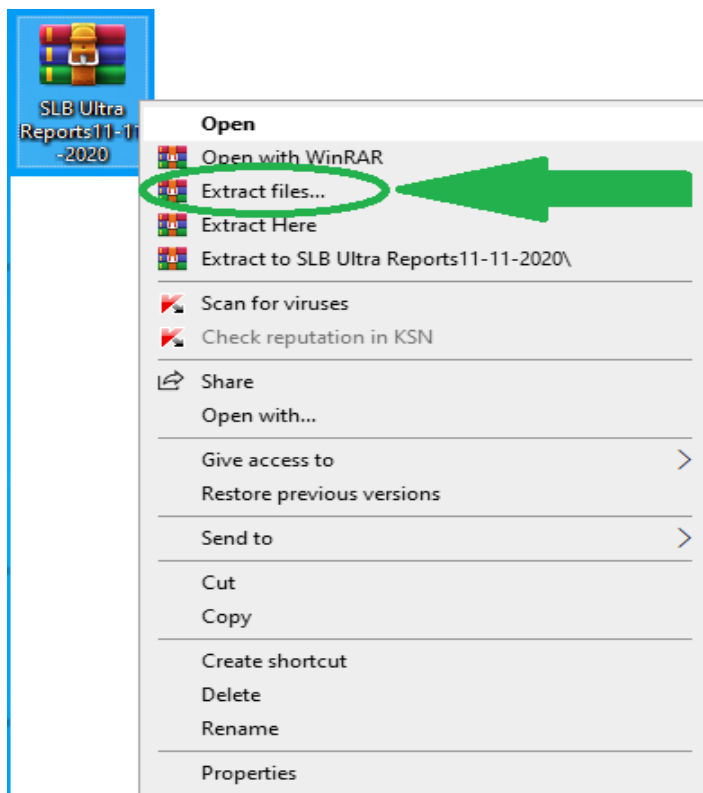 SLB Ultra
Reports11-11
-2020
Open
Open with WinRAR
Extract files...
Extract Here
Extract to SLB Ultra Reports11-11-2020\
Scan for viruses
Check reputation in KSN
Share
Open with...
Give access to
Restore previous versions
Send to
Cut
Copy
Create shortcut
Delete
Rename
Properties